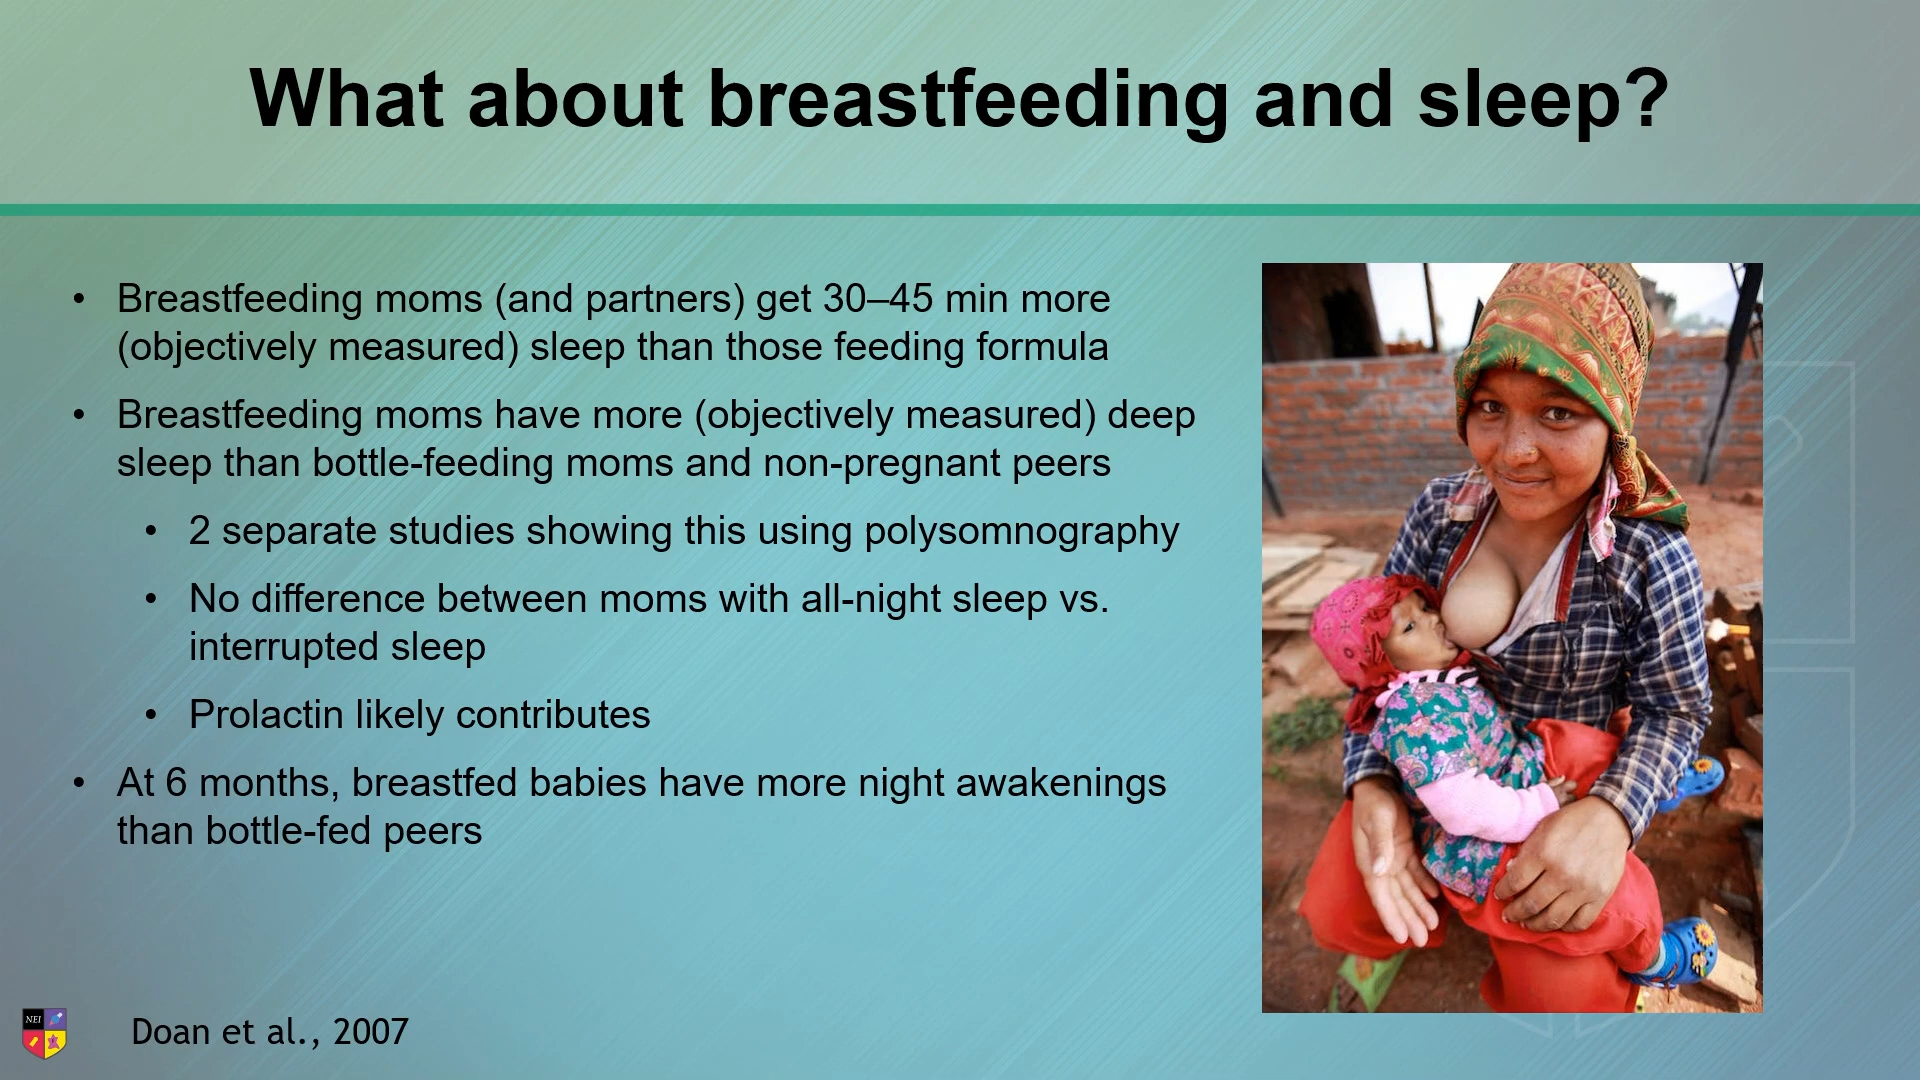 What about breastfeeding and sleep?
• Breastfeeding moms (and partners) get 30–45 min more
(objectively measured) sleep than those feeding formula
• Breastfeeding moms have more (objectively measured) deep
sleep than bottle-feeding moms and non-pregnant peers
• 2 separate studies showing this using polysomnography
• No difference between moms with all-night sleep vs.
interrupted sleep
• Prolactin likely contributes
• At 6 months, breastfed babies have more night awakenings
than bottle-fed peers
NEI
Doan et al., 2007